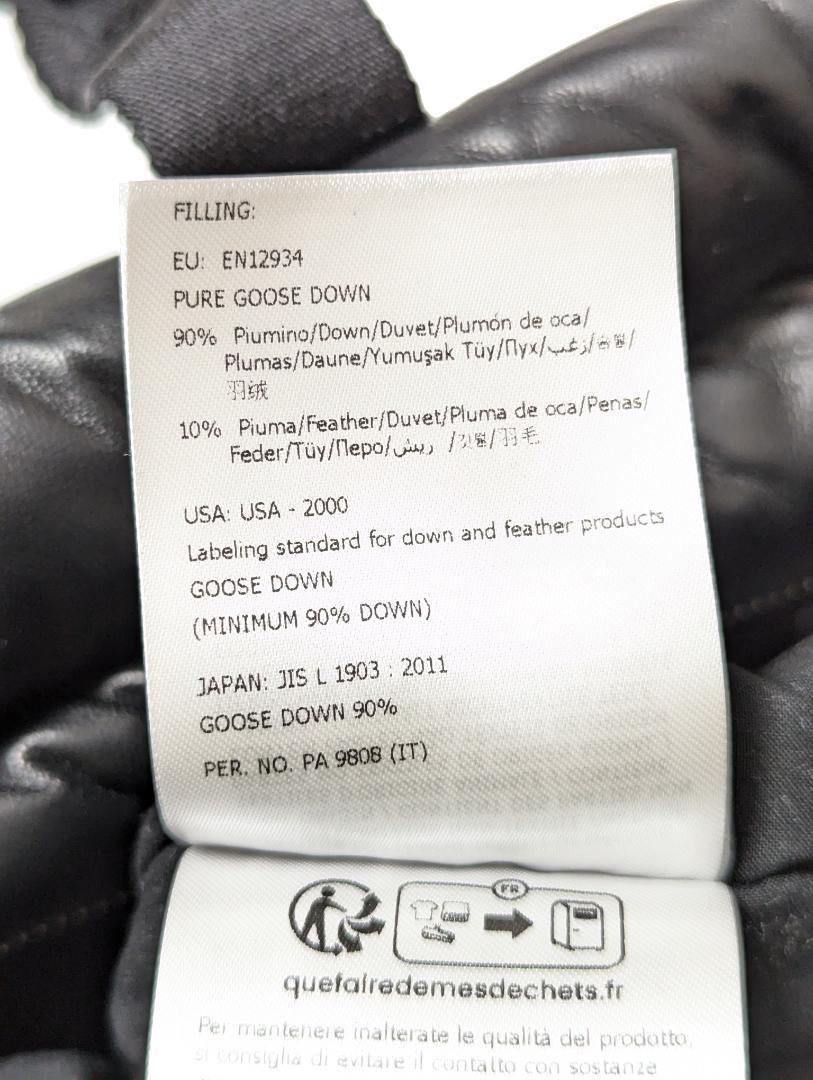 FILLING:
EU: EN12934
PURE GOOSE DOWN
90% Piumino/Down/Duvet/Plumón de oca/
Plumas/Daune/Yumuşak Tüy/Пух/زغب/
羽绒
10% Piuma/Feather/Duvet/Pluma de oca/Penas/
Feder/Tüy/Перо/ريش /깃털/羽毛
USA: USA - 2000
Labeling standard for down and feather products
GOOSE DOWN
(MINIMUM 90% DOWN)
JAPAN: JIS L 1903 : 2011
GOOSE DOWN 90%
PER. NO. PA 9808 (IT)
FR
quefairedemesdechets.fr
Per mantenere inalterate le qualità del prodotto,
si consiglia di evitare il contatto con sostanze